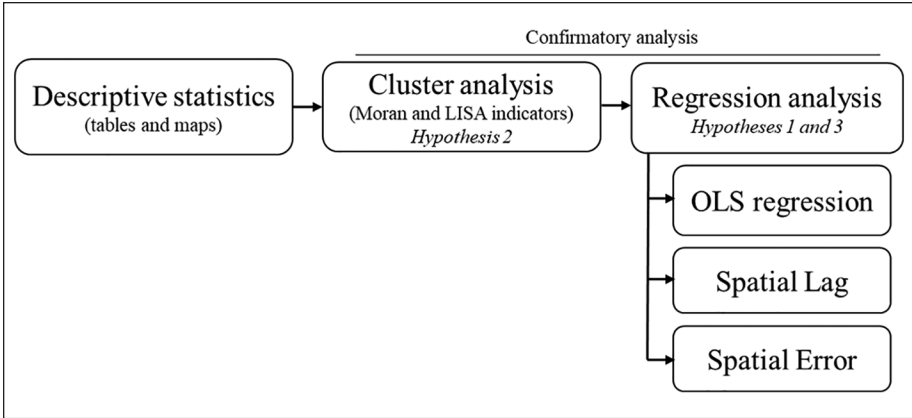 Confirmatory analysis
Descriptive statistics
(tables and maps)
Cluster analysis
(Moran and LISA indicators)
Hypothesis 2
Regression analysis
Hypotheses 1 and 3
OLS regression
Spatial Lag
Spatial Error